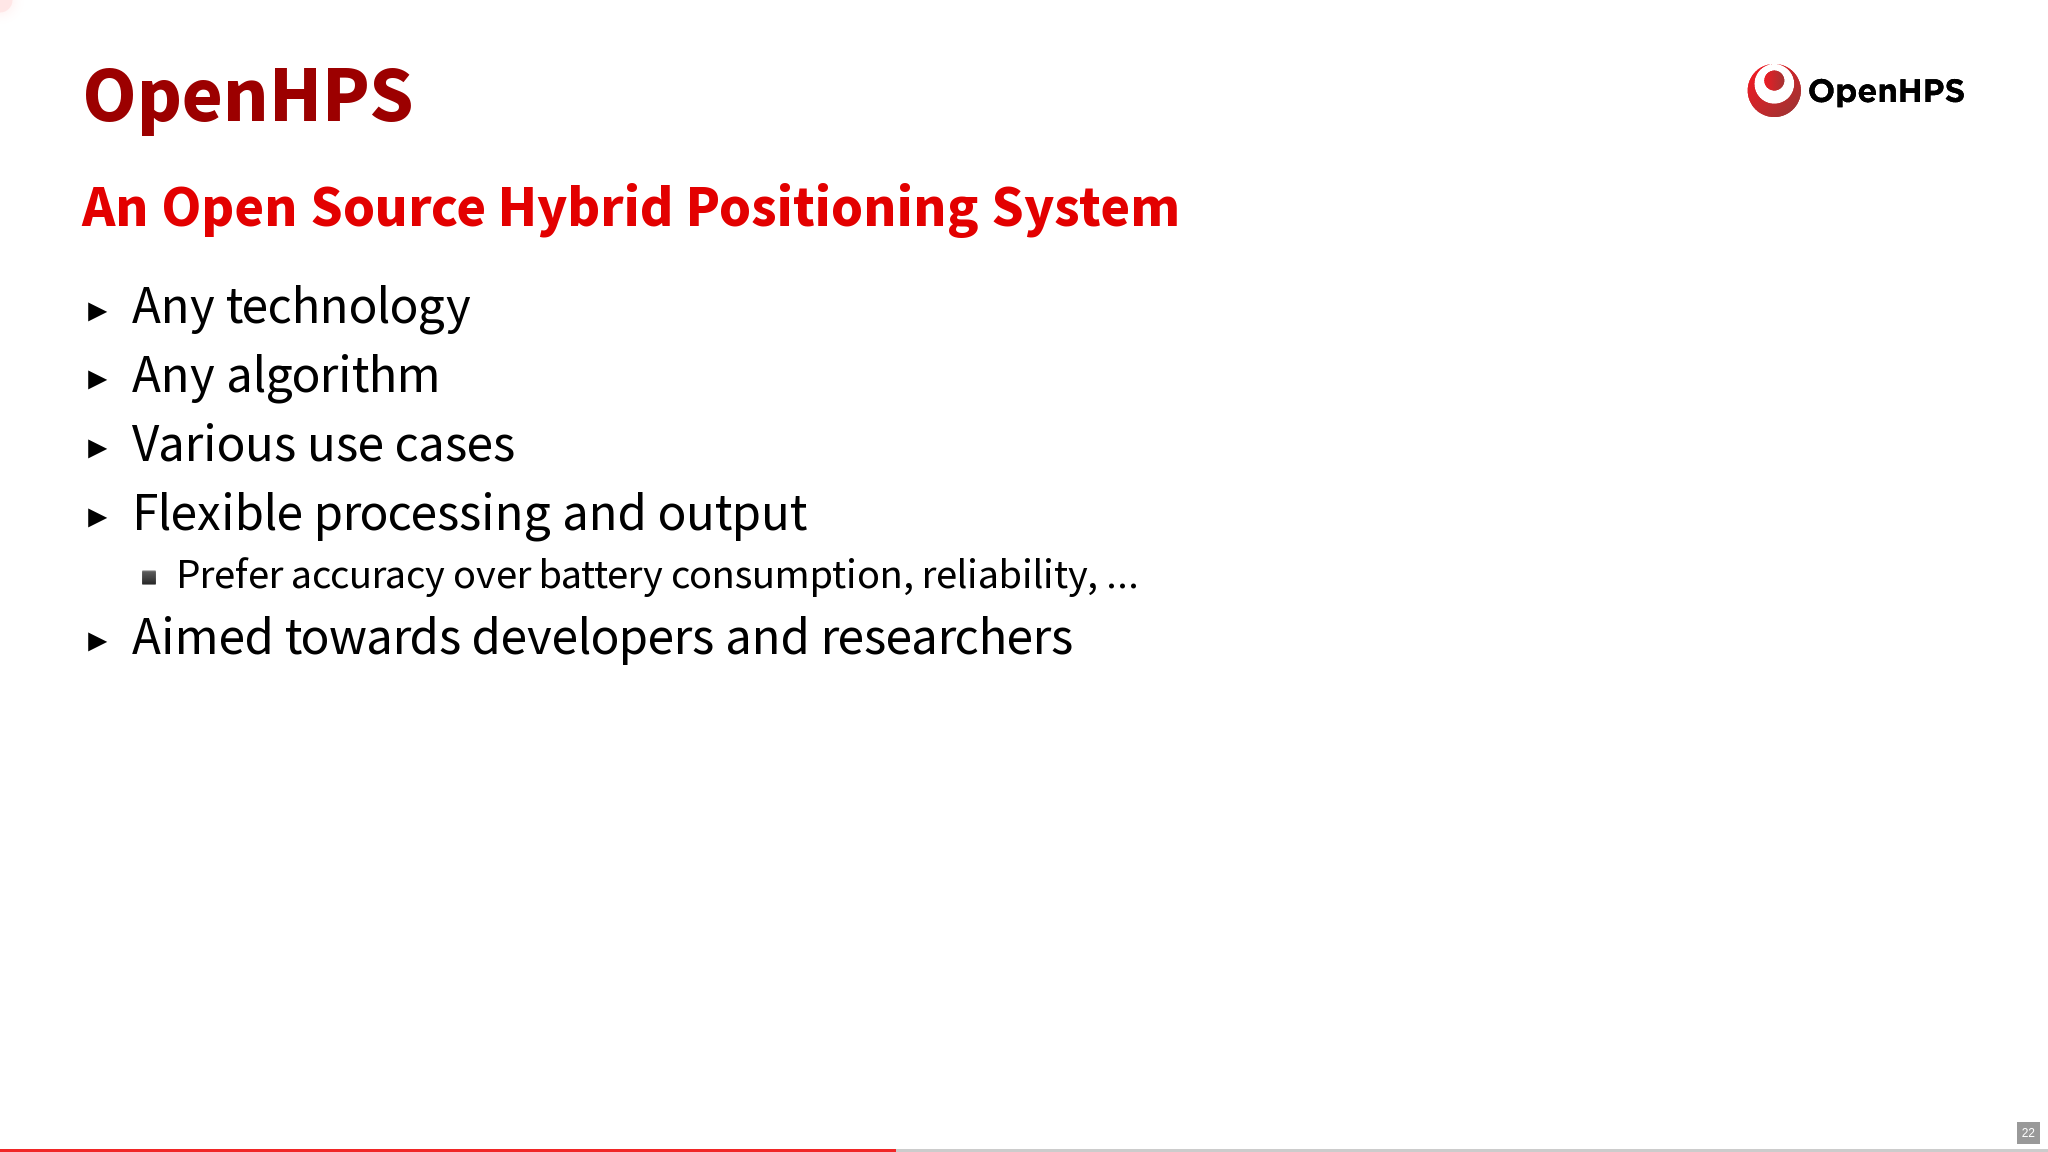 OpenHPS
OpenHPS
An Open Source Hybrid Positioning System
► Any technology
► Any algorithm
► Various use cases
► Flexible processing and output
▪ Prefer accuracy over battery consumption, reliability, ...
► Aimed towards developers and researchers
22